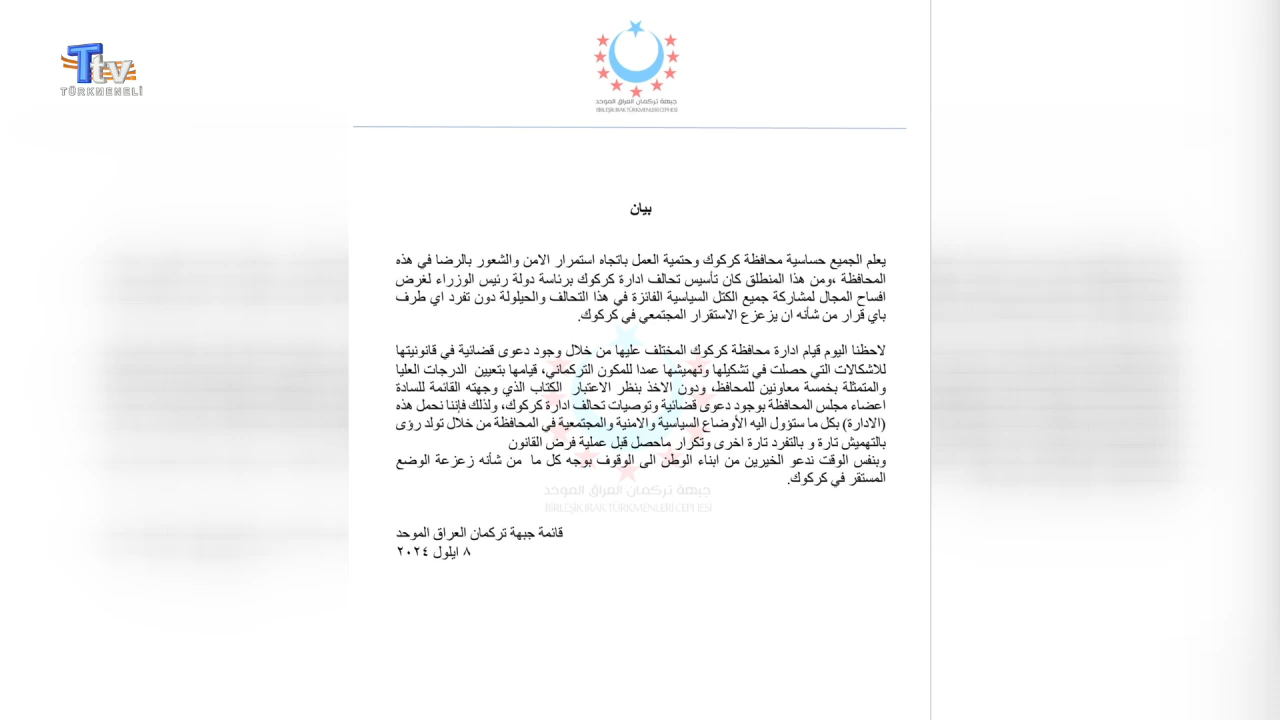 Ttv
TÜRKMENELİ
جبهة تركمان العراق الموحد
BİRLEŞİK IRAK TÜRKMENLERİ CEPHESİ
بيان
يعلم الجميع حساسية محافظة كركوك وحتمية العمل باتجاه استمرار الامن والشعور بالرضا في هذه
المحافظة ،ومن هذا المنطلق كان تأسيس تحالف ادارة كركوك برئاسة دولة رئيس الوزراء لغرض
افساح المجال لمشاركة جميع الكتل السياسية الفائزة في هذا التحالف والحيلولة دون تفرد اي طرف
باي قرار من شأنه ان يزعزع الاستقرار المجتمعي في كركوك.
لاحظنا اليوم قيام ادارة محافظة كركوك المختلف عليها من خلال وجود دعوى قضائية في قانونيتها
للاشكالات التي حصلت في تشكيلها وتهميشها عمدا للمكون التركماني، قيامها بتعيين الدرجات العليا
والمتمثلة بخمسة معاونين للمحافظ، ودون الاخذ بنظر الاعتبار الكتاب الذي وجهته القائمة للسادة
اعضاء مجلس المحافظة بوجود دعوى قضائية وتوصيات تحالف ادارة كركوك، ولذلك فإننا نحمل هذه
(الادارة) بكل ما ستؤول اليه الأوضاع السياسية والامنية والمجتمعية في المحافظة من خلال تولد رؤى
بالتهميش تارة و بالتفرد تارة اخرى وتكرار ماحصل قبل عملية فرض القانون
وبنفس الوقت ندعو الخيرين من ابناء الوطن الى الوقوف بوجه كل ما من شأنه زعزعة الوضع
المستقر في كركوك.
جبهة تركمان العراق الموحد
BİRLEŞİK IRAK TÜRKMENLERİ CEPHESİ
قائمة جبهة تركمان العراق الموحد
٨ ايلول ٢٠٢٤